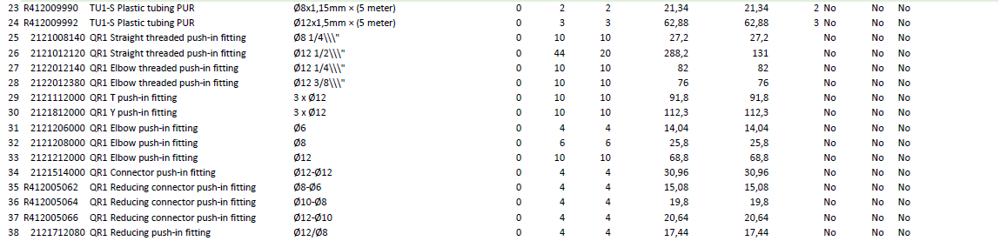 23 R412009990 TU1-S Plastic tubing PUR Ø8x1,15mm × (5 meter) 0 2 2 21,34 21,34 2 No No No
24 R412009992 TU1-S Plastic tubing PUR Ø12x1,5mm × (5 meter) 0 3 3 62,88 62,88 3 No No No
25 2121008140 QR1 Straight threaded push-in fitting Ø8 1/4\\\" 0 10 10 27,2 27,2 No No No
26 2121012120 QR1 Straight threaded push-in fitting Ø12 1/2\\\" 0 44 20 288,2 131 No No No
27 2122012140 QR1 Elbow threaded push-in fitting Ø12 1/4\\\" 0 10 10 82 82 No No No
28 2122012380 QR1 Elbow threaded push-in fitting Ø12 3/8\\\" 0 10 10 76 76 No No No
29 2121112000 QR1 T push-in fitting 3 x Ø12 0 10 10 91,8 91,8 No No No
30 2121812000 QR1 Y push-in fitting 3 x Ø12 0 10 10 112,3 112,3 No No No
31 2121206000 QR1 Elbow push-in fitting Ø6 0 4 4 14,04 14,04 No No No
32 2121208000 QR1 Elbow push-in fitting Ø8 0 6 6 25,8 25,8 No No No
33 2121212000 QR1 Elbow push-in fitting Ø12 0 10 10 68,8 68,8 No No No
34 2121514000 QR1 Connector push-in fitting Ø12-Ø12 0 4 4 30,96 30,96 No No No
35 R412005062 QR1 Reducing connector push-in fitting Ø8-Ø6 0 4 4 15,08 15,08 No No No
36 R412005064 QR1 Reducing connector push-in fitting Ø10-Ø8 0 4 4 19,8 19,8 No No No
37 R412005066 QR1 Reducing connector push-in fitting Ø12-Ø10 0 4 4 20,64 20,64 No No No
38 2121712080 QR1 Reducing push-in fitting Ø12/Ø8 0 4 4 17,44 17,44 No No No